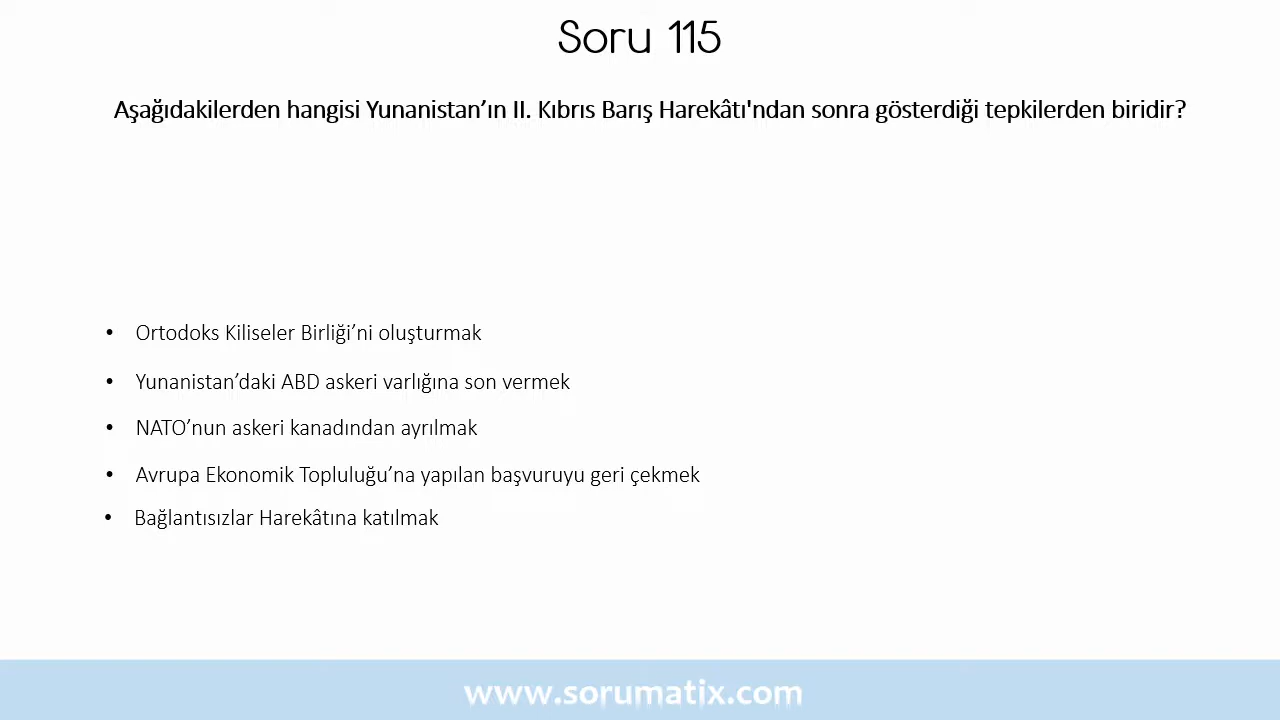 Soru 115
Aşağıdakilerden hangisi Yunanistan’ın II. Kıbrıs Barış Harekâtı'ndan sonra gösterdiği tepkilerden biridir?
• Ortodoks Kiliseler Birliği’ni oluşturmak
• Yunanistan’daki ABD askeri varlığına son vermek
• NATO’nun askeri kanadından ayrılmak
• Avrupa Ekonomik Topluluğu’na yapılan başvuruyu geri çekmek
• Bağlantısızlar Harekâtına katılmak
www.sorumatix.com